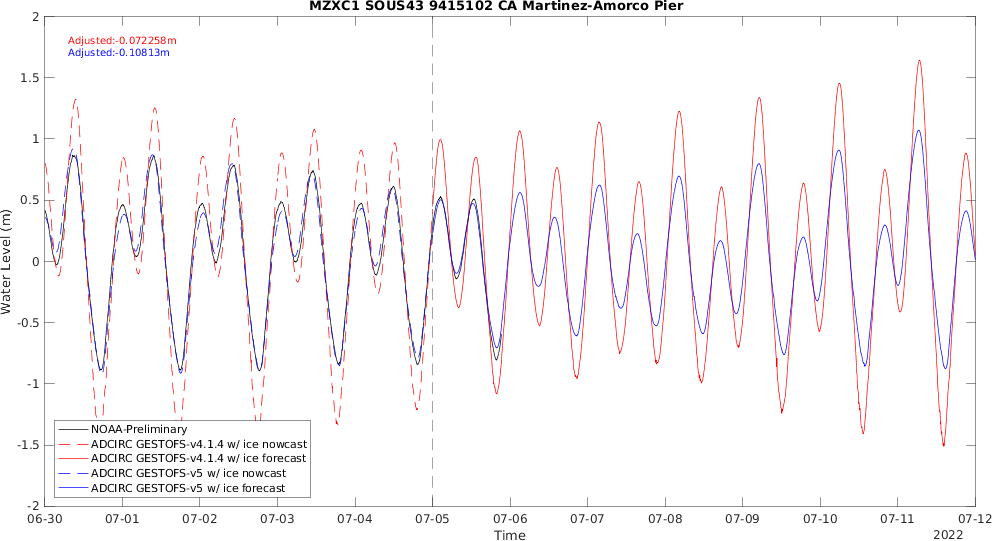 MZXC1 SOUS43 9415102 CA Martinez-Amorco Pier
Adjusted:-0.072258m
Adjusted:-0.10813m
2
1.5
1
0.5
0
-0.5
-1
-1.5
-2
Water Level (m)
NOAA-Preliminary
ADCIRC GESTOFS-v4.1.4 w/ ice nowcast
ADCIRC GESTOFS-v4.1.4 w/ ice forecast
ADCIRC GESTOFS-v5 w/ ice nowcast
ADCIRC GESTOFS-v5 w/ ice forecast
06-30 07-01 07-02 07-03 07-04 07-05 07-06 07-07 07-08 07-09 07-10 07-11 07-12
Time
2022